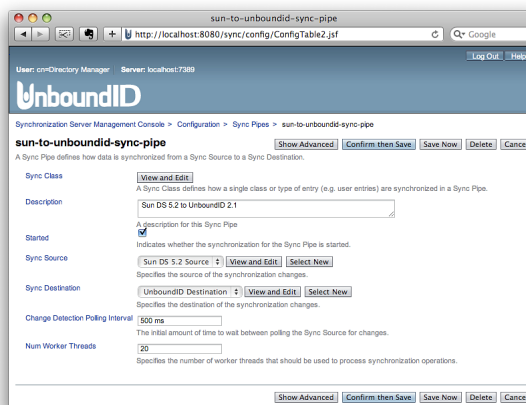 sun-to-unboundid-sync-pipe
http://localhost:8080/sync/config/ConfigTable2.jsf
Google
Log Out Help
User: cn=Directory Manager Server: localhost:7389
UnboundID
Synchronization Server Management Console > Configuration > Sync Pipes > sun-to-unboundid-sync-pipe
sun-to-unboundid-sync-pipe Show Advanced Confirm then Save Save Now Delete Cance
A Sync Pipe defines how data is synchronized from a Sync Source to a Sync Destination.
Sync Class View and Edit
A Sync Class defines how a single class or type of entry (e.g. user entries) are synchronized in a Sync Pipe.
Description Sun DS 5.2 to UnboundID 2.1
A description for this Sync Pipe
Started
Indicates whether the synchronization for the Sync Pipe is started.
Sync Source Sun DS 5.2 Source View and Edit Select New
Specifies the source of the synchronization changes.
Sync Destination UnboundID Destination View and Edit Select New
Specifies the destination of the synchronization changes.
Change Detection Polling Interval 500 ms
The initial amount of time to wait between polling the Sync Source for changes.
Num Worker Threads 20
Specifies the number of worker threads that should be used to process synchronization operations.
Show Advanced Confirm then Save Save Now Delete Cance